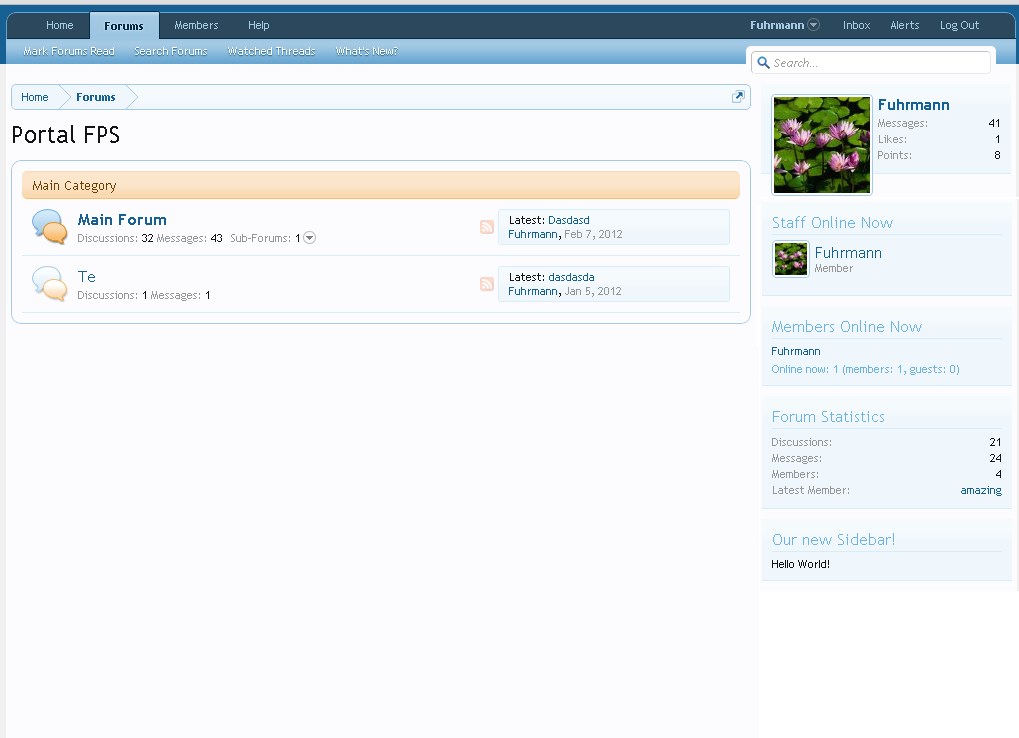 Home Forums Members Help Fuhrmann Inbox Alerts Log Out
Mark Forums Read Search Forums Watched Threads What's New?
Search...
Home Forums
Portal FPS
Main Category
Main Forum
Discussions: 32 Messages: 43 Sub-Forums: 1
Latest: Dasdasd
Fuhrmann, Feb 7, 2012
Te
Discussions: 1 Messages: 1
Latest: dasdasda
Fuhrmann, Jan 5, 2012
Fuhrmann
Messages: 41
Likes: 1
Points: 8
Staff Online Now
Fuhrmann
Member
Members Online Now
Fuhrmann
Online now: 1 (members: 1, guests: 0)
Forum Statistics
Discussions: 21
Messages: 24
Members: 4
Latest Member: amazing
Our new Sidebar!
Hello World!